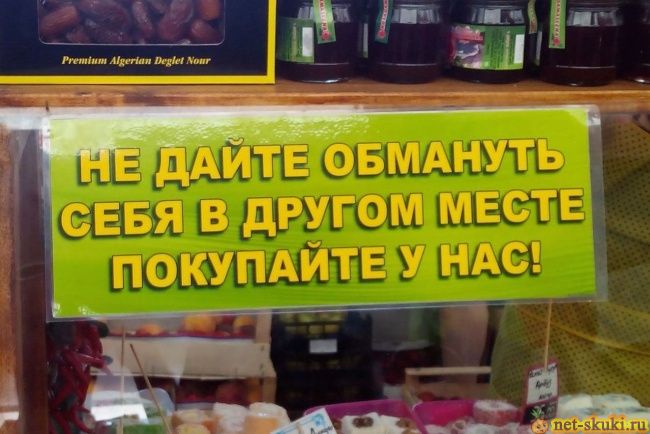 Premium Algerian Deglet Nour
НЕ ДАЙТЕ ОБМАНУТЬ
СЕБЯ В ДРУГОМ МЕСТЕ
ПОКУПАЙТЕ У НАС!
net-skuki.ru